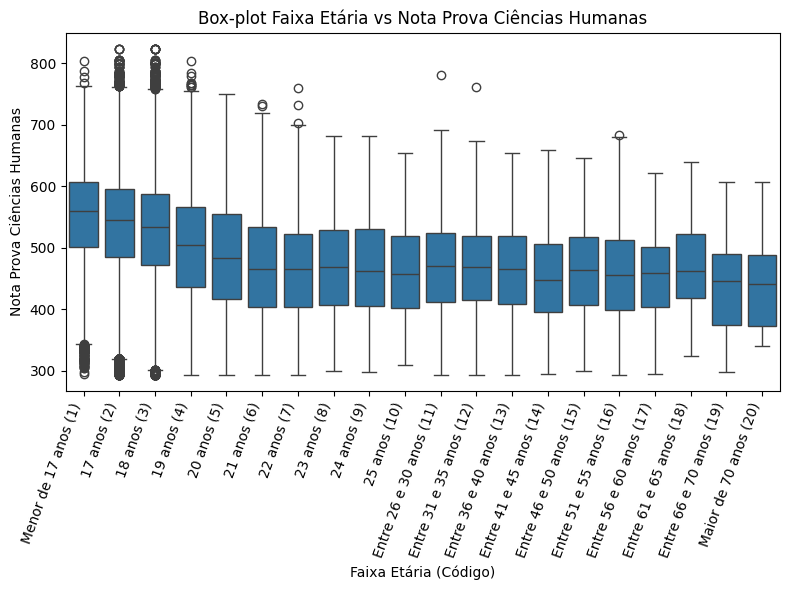 Box-plot Faixa Etária vs Nota Prova Ciências Humanas
Nota Prova Ciências Humanas
800
700
600
500
400
300
Menor de 17 anos (1)
17 anos (2)
18 anos (3)
19 anos (4)
20 anos (5)
21 anos (6)
22 anos (7)
23 anos (8)
24 anos (9)
25 anos (10)
Entre 26 e 30 anos (11)
Entre 31 e 35 anos (12)
Entre 36 e 40 anos (13)
Entre 41 e 45 anos (14)
Entre 46 e 50 anos (15)
Entre 51 e 55 anos (16)
Entre 56 e 60 anos (17)
Entre 61 e 65 anos (18)
Entre 66 e 70 anos (19)
Maior de 70 anos (20)
Faixa Etária (Código)